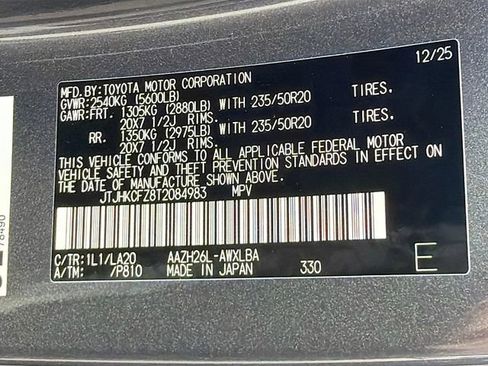 12/25
MFD.BY:TOYOTA MOTOR CORPORATION
GVWR:2540KG (5600LB)
GAWR:FRT. 1305KG (2880LB) WITH 235/50R20 TIRES.
20X7 1/2J RIMS.
RR. 1350KG (2975LB) WITH 235/50R20 TIRES.
20X7 1/2J RIMS.
THIS VEHICLE CONFORMS TO ALL APPLICABLE FEDERAL MOTOR
VEHICLE SAFETY AND THEFT PREVENTION STANDARDS IN EFFECT ON
THE DATE OF MANUFACTURE SHOWN ABOVE.
JTJHKCFZ8T2084983 MPV
C/TR:1L1/LA20 AAZH26L-AWXLBA
A/TM: /P810 MADE IN JAPAN 330 E